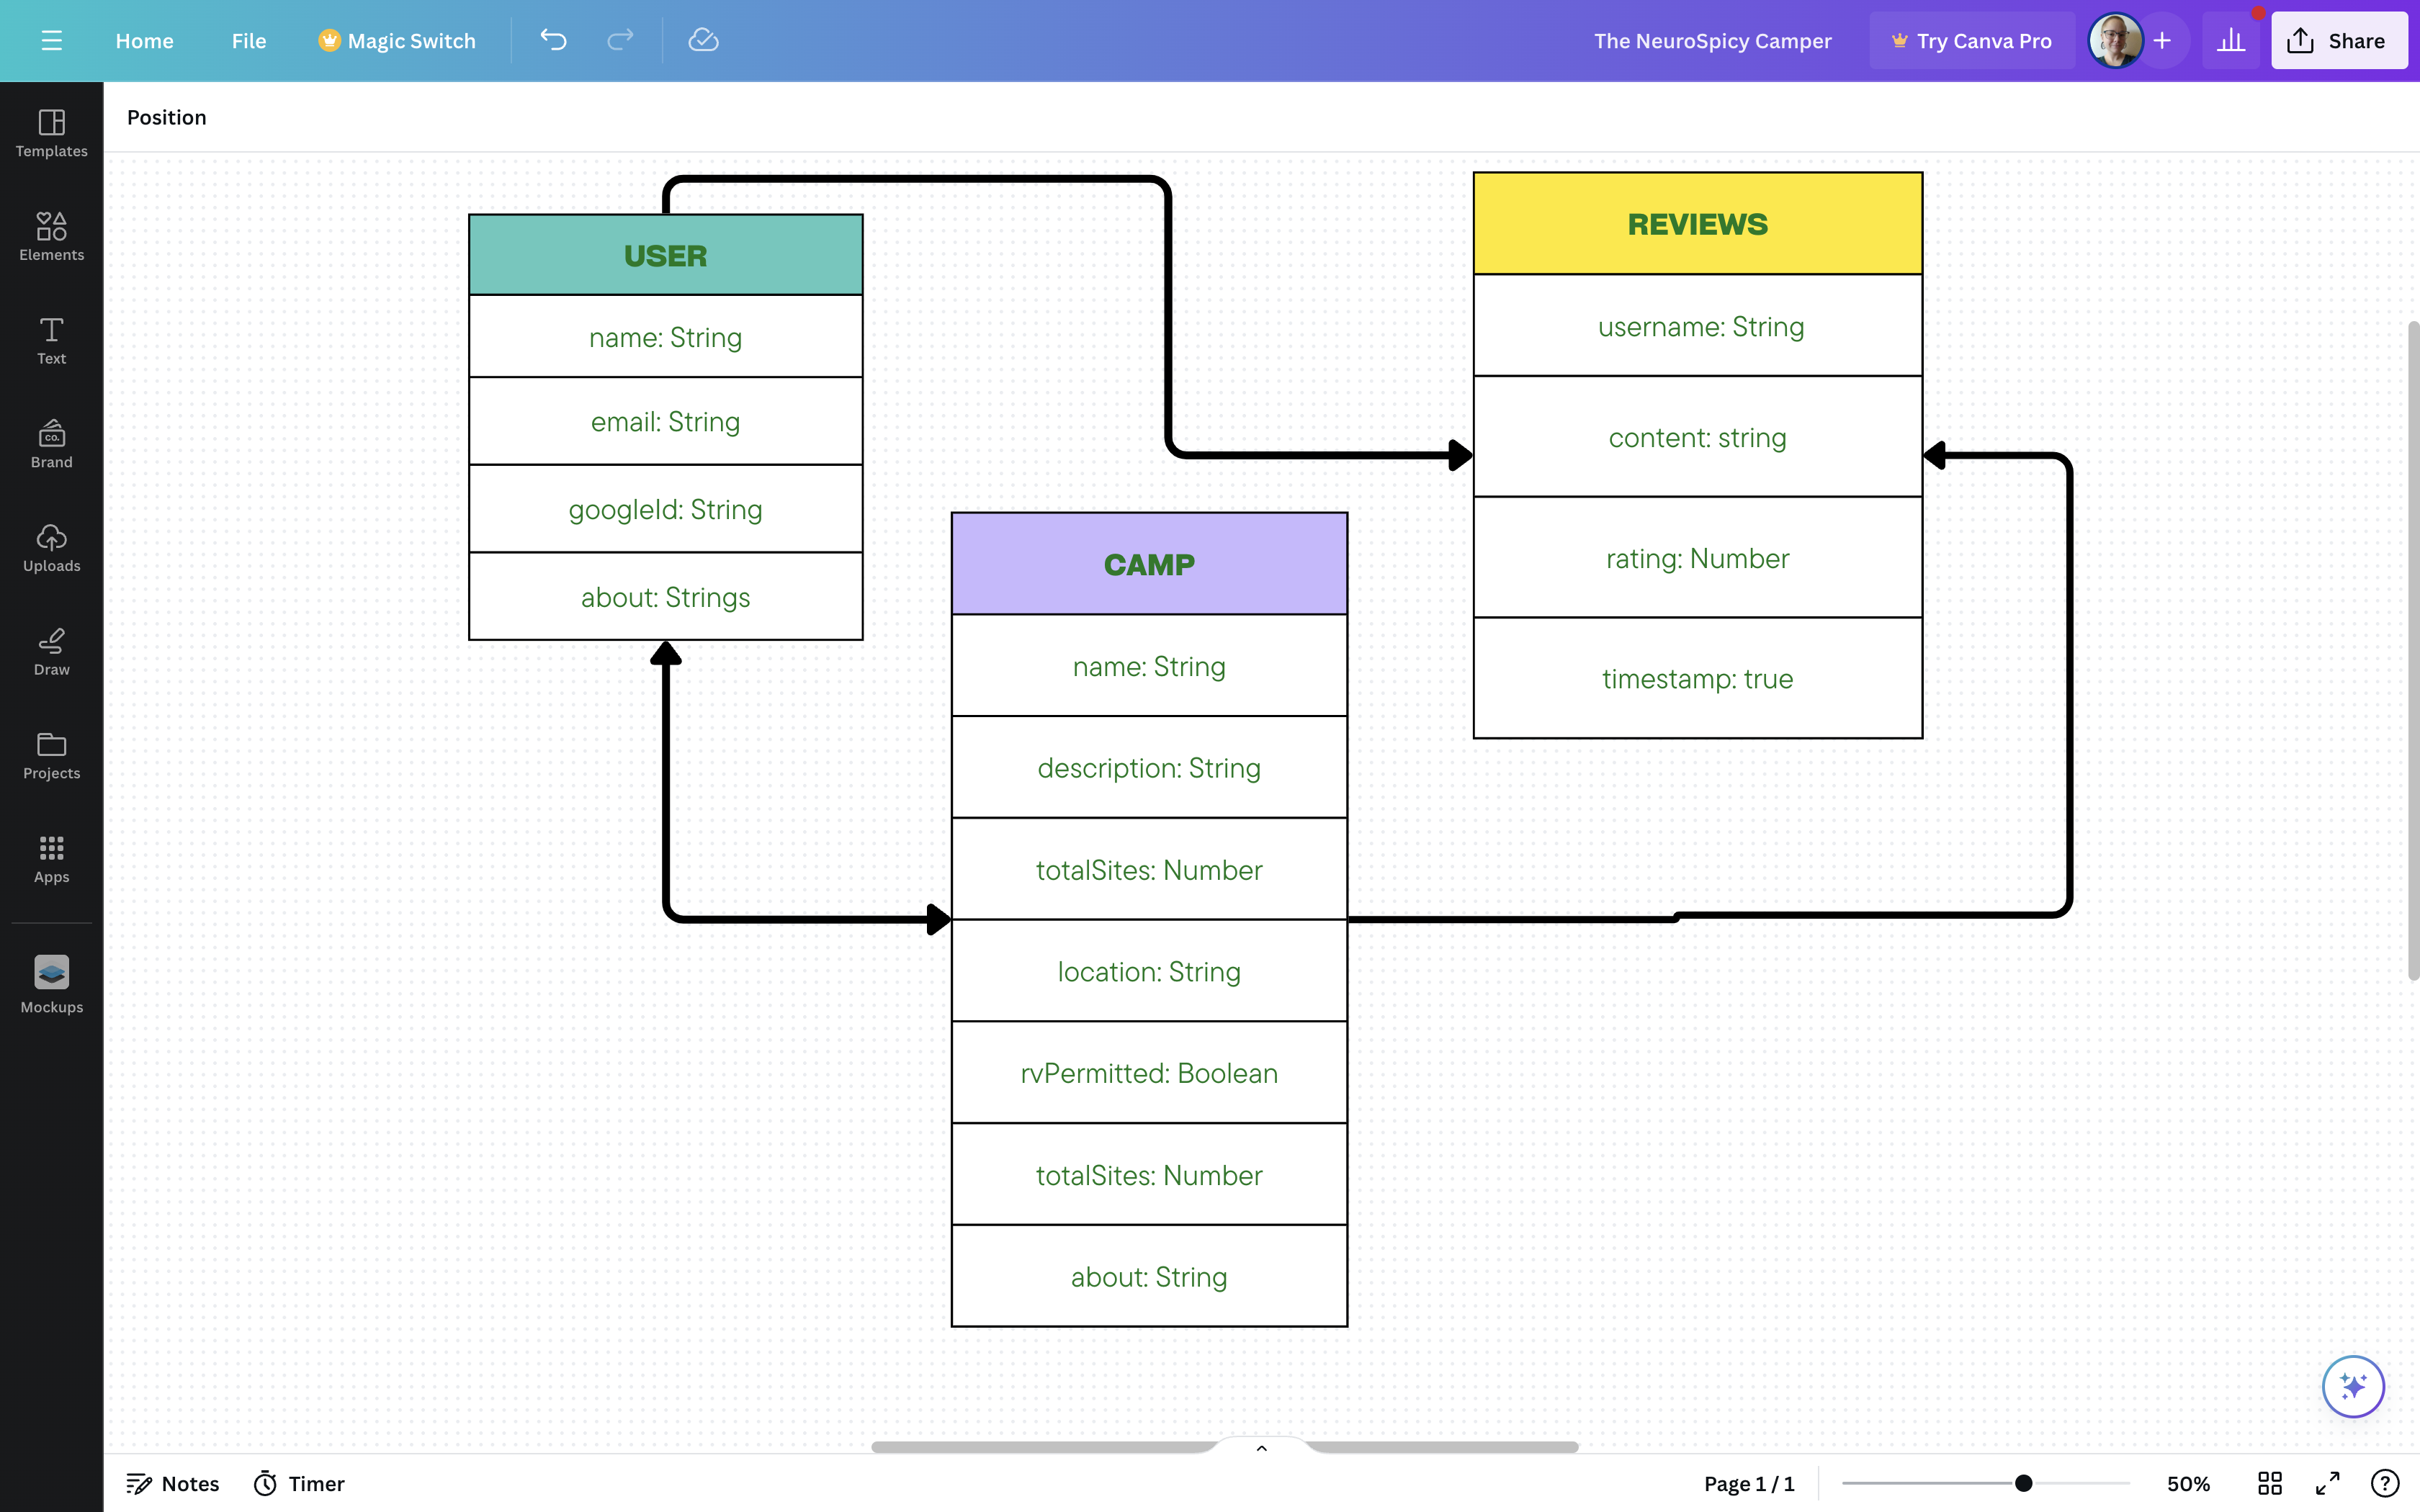 Home
File
Magic Switch
The NeuroSpicy Camper
Try Canva Pro
Share
Position
Templates
Elements
Text
CO.
Brand
Uploads
Draw
Projects
Apps
Mockups
USER
name: String
email: String
googleId: String
about: Strings
CAMP
name: String
description: String
totalSites: Number
location: String
rvPermitted: Boolean
totalSites: Number
about: String
REVIEWS
username: String
content: string
rating: Number
timestamp: true
Notes
Timer
Page 1 / 1
50%